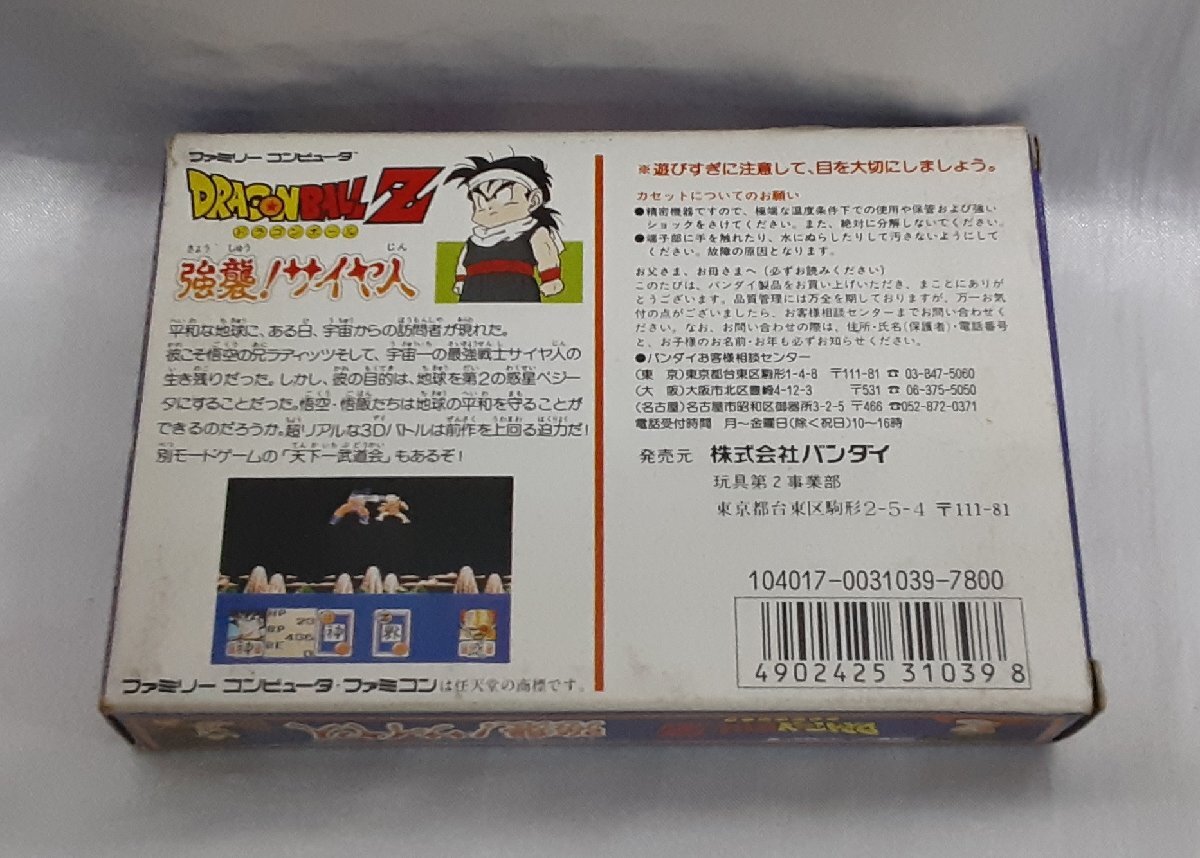 ファミリー コンピュータ™
DRAGON BALL Z
ドラゴンボール
きょう しゅう じん
強襲!サイヤ人
平和な地球に、ある日、宇宙からの訪問者が現れた。
彼こそ悟空の兄ラディッツそして、宇宙一の最強戦士サイヤ人の
生き残りだった。しかし、彼の目的は、地球を第2の惑星ベジー
タにすることだった。悟空・悟飯たちは地球の平和を守ることが
できるのだろうか。超リアルな3Dバトルは前作を上回る迫力だ!
別モードゲームの「天下一武道会」もあるぞ!
HP 23
BP 436
神
界
ファミリー コンピュータ・ファミコンは任天堂の商標です。
※遊びすぎに注意して、目を大切にしましょう。
カセットについてのお願い
●精密機器ですので、極端な温度条件下での使用や保管および強い
ショックをさけてください。また、絶対に分解しないでください。
●端子部に手を触れたり、水にぬらしたりして汚さないようにして
ください。故障の原因となります。
お父さま、お母さまへ(必ずお読みください)
このたびは、バンダイ製品をお買い上げいただき、まことにありが
とうございます。品質管理には万全を期しておりますが、万一お気
付の点がございましたら、お客様相談センターまでお問い合わせく
ださい。なお、お問い合わせの際は、住所・氏名(保護者)・電話番号
と、お子様のお名前・お年も必ずお知らせください。
●バンダイお客様相談センター
(東 京)東京都台東区駒形1-4-8 〒111-81 ☎ 03-847-5060
(大 阪)大阪市北区豊崎4-12-3 〒531 ☎ 06-375-5050
(名古屋)名古屋市昭和区御器所3-2-5 〒466 ☎052-872-0371
電話受付時間 月〜金曜日(除く祝日)10〜16時
発売元 株式会社バンダイ
玩具第2事業部
東京都台東区駒形2-5-4 〒111-81
104017-0031039-7800
4902425310398